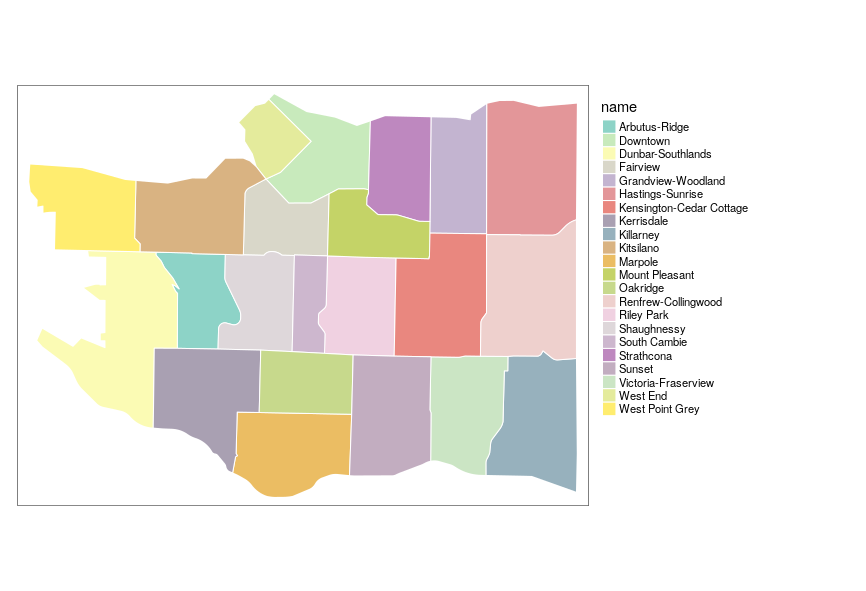 name
Arbutus-Ridge
Downtown
Dunbar-Southlands
Fairview
Grandview-Woodland
Hastings-Sunrise
Kensington-Cedar Cottage
Kerrisdale
Killarney
Kitsilano
Marpole
Mount Pleasant
Oakridge
Renfrew-Collingwood
Riley Park
Shaughnessy
South Cambie
Strathcona
Sunset
Victoria-Fraserview
West End
West Point Grey